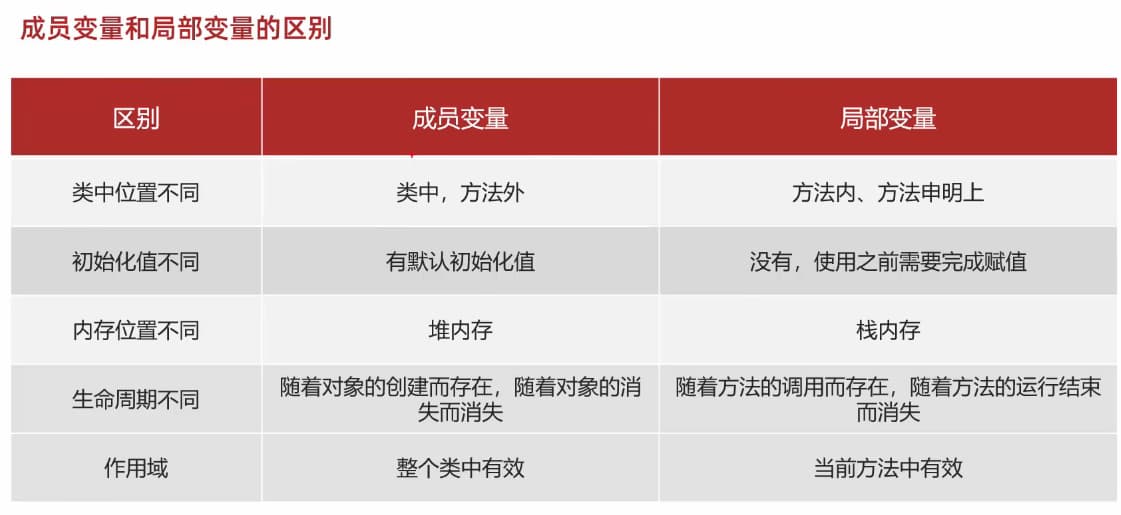 成员变量和局部变量的区别
区别 成员变量 局部变量
类中位置不同 类中，方法外 方法内、方法申明上
初始化值不同 有默认初始化值 没有，使用之前需要完成赋值
内存位置不同 堆内存 栈内存
生命周期不同 随着对象的创建而存在，随着对象的消
失而消失 随着方法的调用而存在，随着方法的运行结束
而消失
作用域 整个类中有效 当前方法中有效